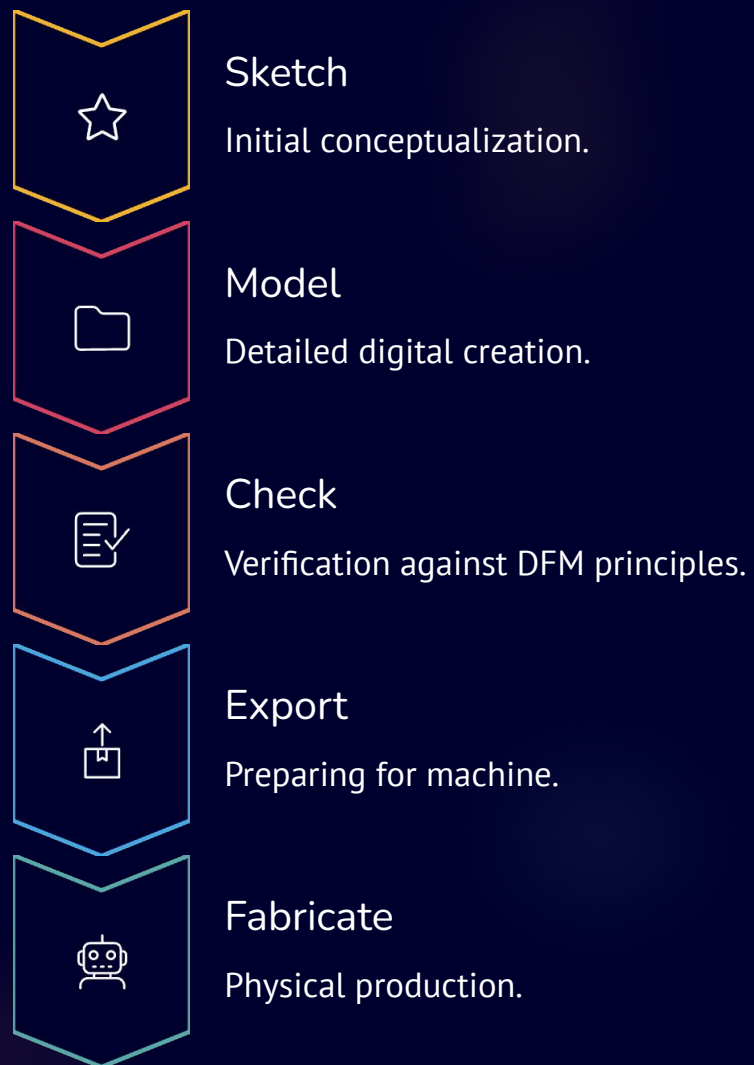 Sketch
Initial conceptualization.
Model
Detailed digital creation.
Check
Verification against DFM principles.
Export
Preparing for machine.
Fabricate
Physical production.